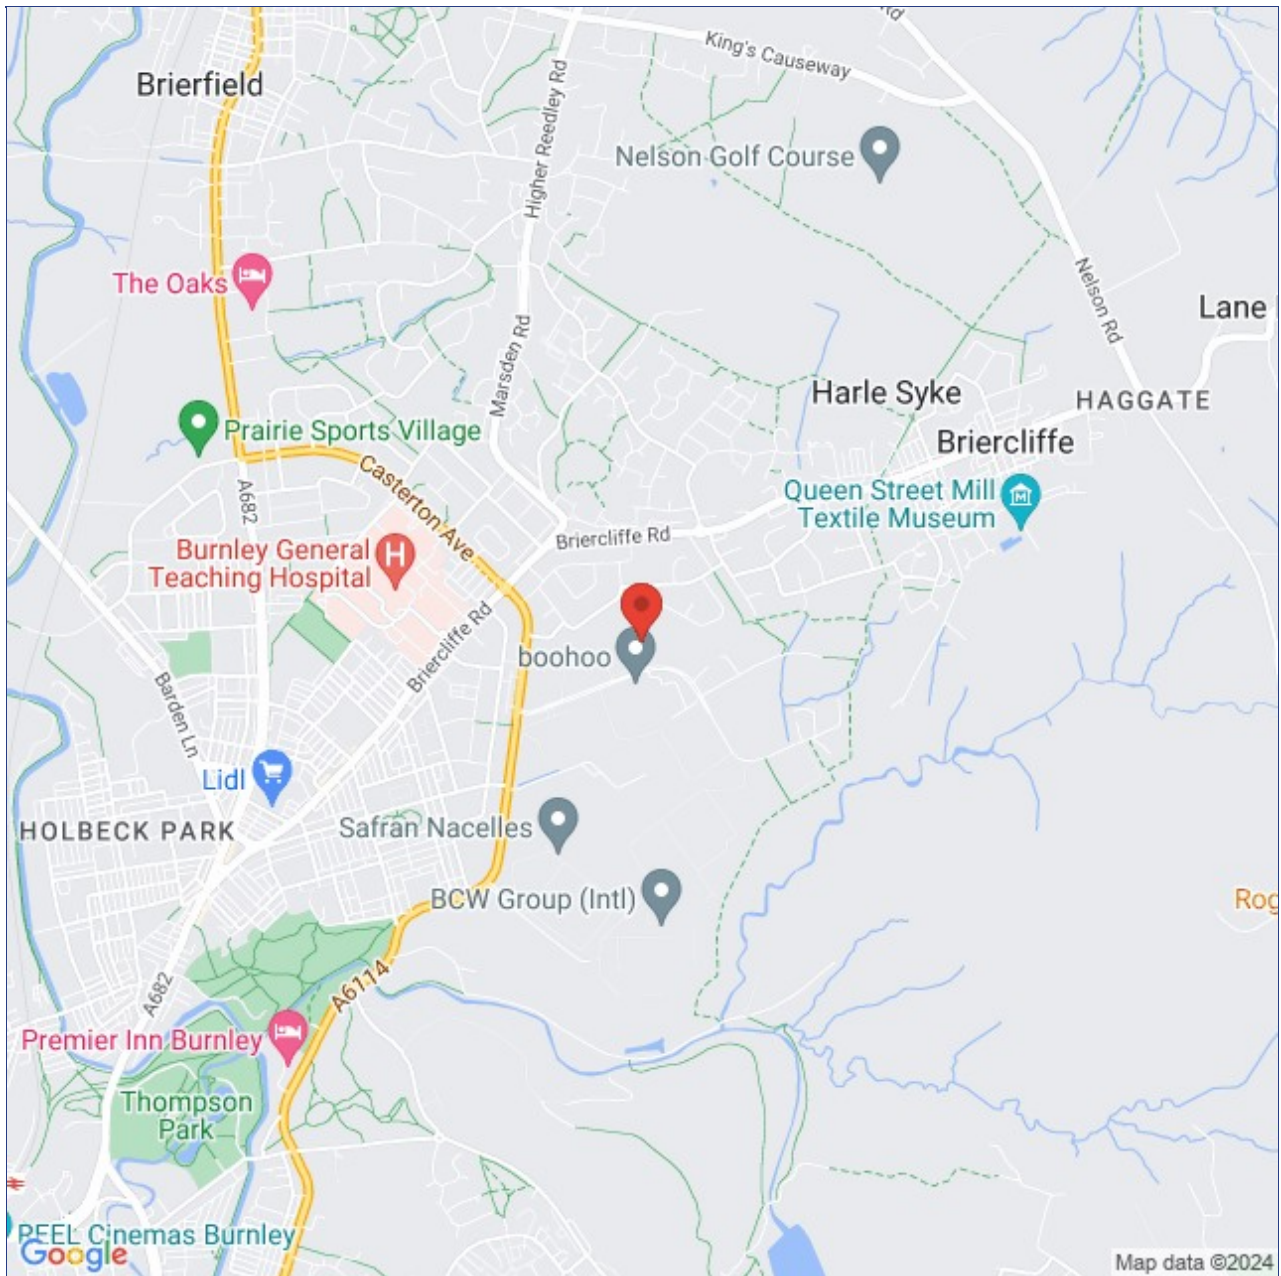 Rd
King's Causeway
Brierfield
Higher Reedley Rd
Nelson Golf Course
The Oaks
Nelson Rd
Lane
Marsden Rd
Harle Syke
HAGGATE
Prairie Sports Village
Briercliffe
Casterton Ave
A682
Queen Street Mill
Textile Museum
Briercliffe Rd
Burnley General
Teaching Hospital
Briercliffe Rd
boohoo
Barden Ln
Lidl
HOLBECK PARK
Safran Nacelles
BCW Group (Intl)
Rog
A682
A6114
Premier Inn Burnley
Thompson
Park
REEL Cinemas Burnley
Google
Map data ©2024